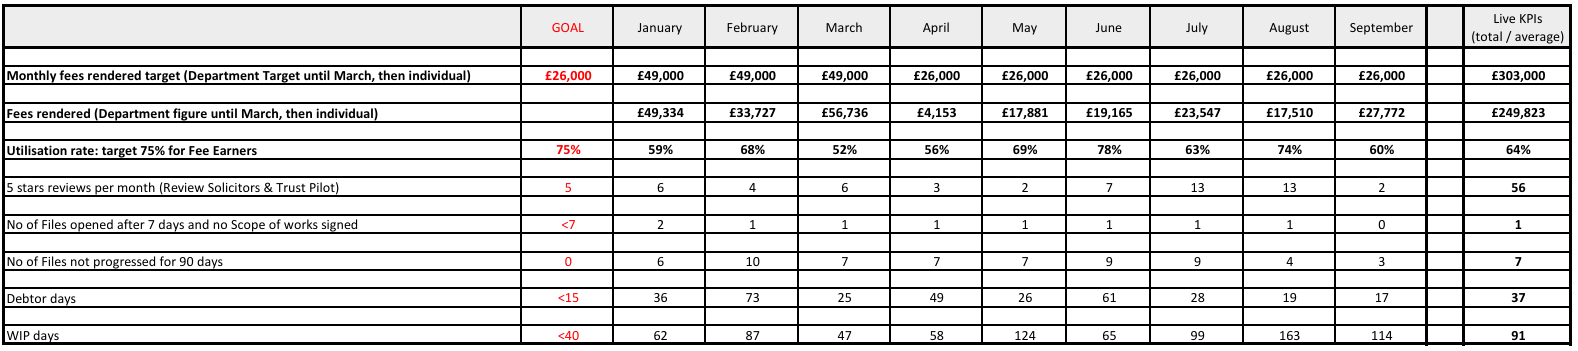 GOAL January February March April May June July August September Live KPIs
(total / average)
Monthly fees rendered target (Department Target until March, then individual) £26,000 £49,000 £49,000 £49,000 £26,000 £26,000 £26,000 £26,000 £26,000 £26,000 £303,000
Fees rendered (Department figure until March, then individual) £49,334 £33,727 £56,736 £4,153 £17,881 £19,165 £23,547 £17,510 £27,772 £249,823
Utilisation rate: target 75% for Fee Earners 75% 59% 68% 52% 56% 69% 78% 63% 74% 60% 64%
5 stars reviews per month (Review Solicitors & Trust Pilot) 5 6 4 6 3 2 7 13 13 2 56
No of Files opened after 7 days and no Scope of works signed <7 2 1 1 1 1 1 1 1 0 1
No of Files not progressed for 90 days 0 6 10 7 7 7 9 9 4 3 7
Debtor days <15 36 73 25 49 26 61 28 19 17 37
WIP days <40 62 87 47 58 124 65 99 163 114 91